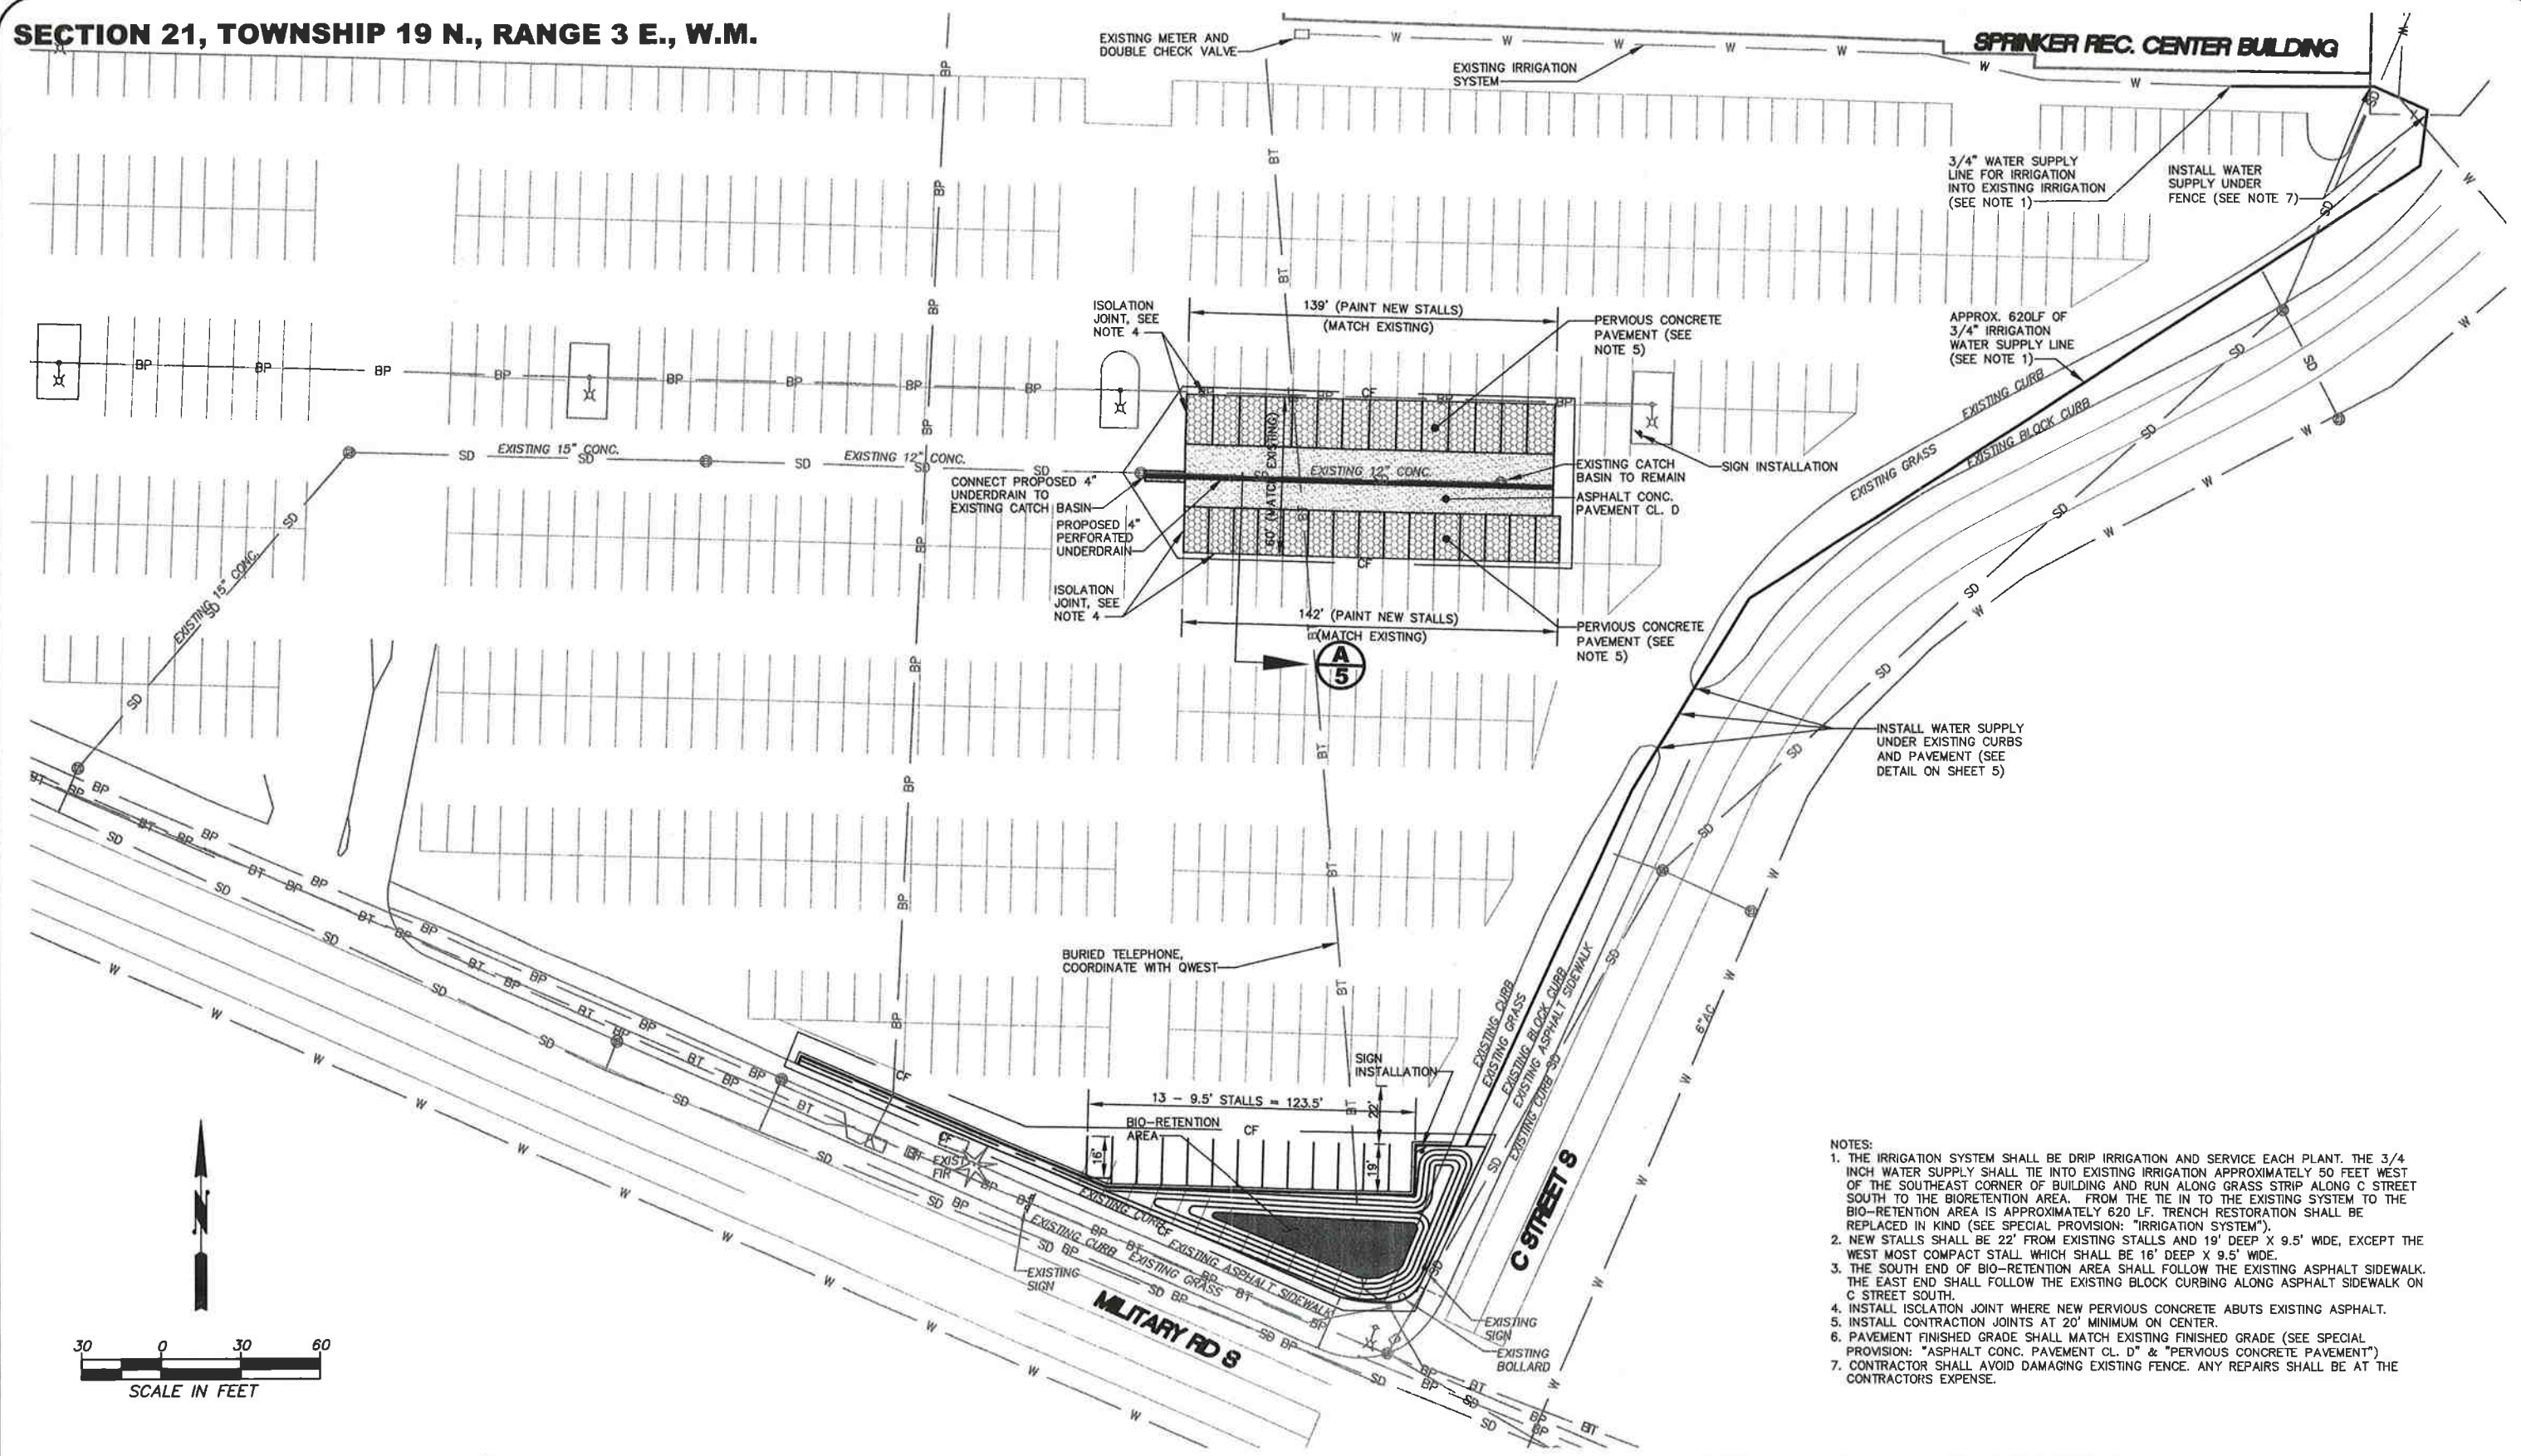 SECTION 21, TOWNSHIP 19 N., RANGE 3 E., W.M.
EXISTING METER AND
DOUBLE CHECK VALVE
EXISTING IRRIGATION
SYSTEM
SPRINKER REC. CENTER BUILDING
3/4" WATER SUPPLY
LINE FOR IRRIGATION
INTO EXISTING IRRIGATION
(SEE NOTE 1)
INSTALL WATER
SUPPLY UNDER
FENCE (SEE NOTE 7)
ISOLATION
JOINT, SEE
NOTE 4
139' (PAINT NEW STALLS)
(MATCH EXISTING)
PERVIOUS CONCRETE
PAVEMENT (SEE
NOTE 5)
APPROX. 620LF OF
3/4" IRRIGATION
WATER SUPPLY LINE
(SEE NOTE 1)
EXISTING CURB
EXISTING BLOCK CURB
EXISTING GRASS
EXISTING 15" CONC.
EXISTING 12" CONC.
EXISTING 12" CONC.
60' (MATCH EXISTING)
EXISTING CATCH
BASIN TO REMAIN
SIGN INSTALLATION
CONNECT PROPOSED 4"
UNDERDRAIN TO
EXISTING CATCH BASIN
ASPHALT CONC.
PAVEMENT CL. D
PROPOSED 4"
PERFORATED
UNDERDRAIN
EXISTING 15" CONC.
ISOLATION
JOINT, SEE
NOTE 4
142' (PAINT NEW STALLS)
(MATCH EXISTING)
PERVIOUS CONCRETE
PAVEMENT (SEE
NOTE 5)
A
5
INSTALL WATER SUPPLY
UNDER EXISTING CURBS
AND PAVEMENT (SEE
DETAIL ON SHEET 5)
BURIED TELEPHONE,
COORDINATE WITH QWEST
EXISTING CURB
EXISTING GRASS
EXISTING BLOCK CURB
EXISTING ASPHALT SIDEWALK
EXISTING CURB
6"AC
SIGN
INSTALLATION
13 - 9.5' STALLS = 123.5'
22'
BIO-RETENTION
AREA
CF
16'
19'
EXIST
FIR
EXISTING CURB
EXISTING ASPHALT SIDEWALK
EXISTING CURB
EXISTING GRASS
EXISTING
SIGN
MILITARY RD S
C STREET S
EXISTING
SIGN
EXISTING
BOLLARD
N
30 0 30 60
SCALE IN FEET
NOTES:
1. THE IRRIGATION SYSTEM SHALL BE DRIP IRRIGATION AND SERVICE EACH PLANT. THE 3/4
INCH WATER SUPPLY SHALL TIE INTO EXISTING IRRIGATION APPROXIMATELY 50 FEET WEST
OF THE SOUTHEAST CORNER OF BUILDING AND RUN ALONG GRASS STRIP ALONG C STREET
SOUTH TO THE BIORETENTION AREA. FROM THE TIE IN TO THE EXISTING SYSTEM TO THE
BIO-RETENTION AREA IS APPROXIMATELY 620 LF. TRENCH RESTORATION SHALL BE
REPLACED IN KIND (SEE SPECIAL PROVISION: "IRRIGATION SYSTEM").
2. NEW STALLS SHALL BE 22' FROM EXISTING STALLS AND 19' DEEP X 9.5' WIDE, EXCEPT THE
WEST MOST COMPACT STALL WHICH SHALL BE 16' DEEP X 9.5' WIDE.
3. THE SOUTH END OF BIO-RETENTION AREA SHALL FOLLOW THE EXISTING ASPHALT SIDEWALK.
THE EAST END SHALL FOLLOW THE EXISTING BLOCK CURBING ALONG ASPHALT SIDEWALK ON
C STREET SOUTH.
4. INSTALL ISCLATION JOINT WHERE NEW PERVIOUS CONCRETE ABUTS EXISTING ASPHALT.
5. INSTALL CONTRACTION JOINTS AT 20' MINIMUM ON CENTER.
6. PAVEMENT FINISHED GRADE SHALL MATCH EXISTING FINISHED GRADE (SEE SPECIAL
PROVISION: "ASPHALT CONC. PAVEMENT CL. D" & "PERVIOUS CONCRETE PAVEMENT")
7. CONTRACTOR SHALL AVOID DAMAGING EXISTING FENCE. ANY REPAIRS SHALL BE AT THE
CONTRACTORS EXPENSE.